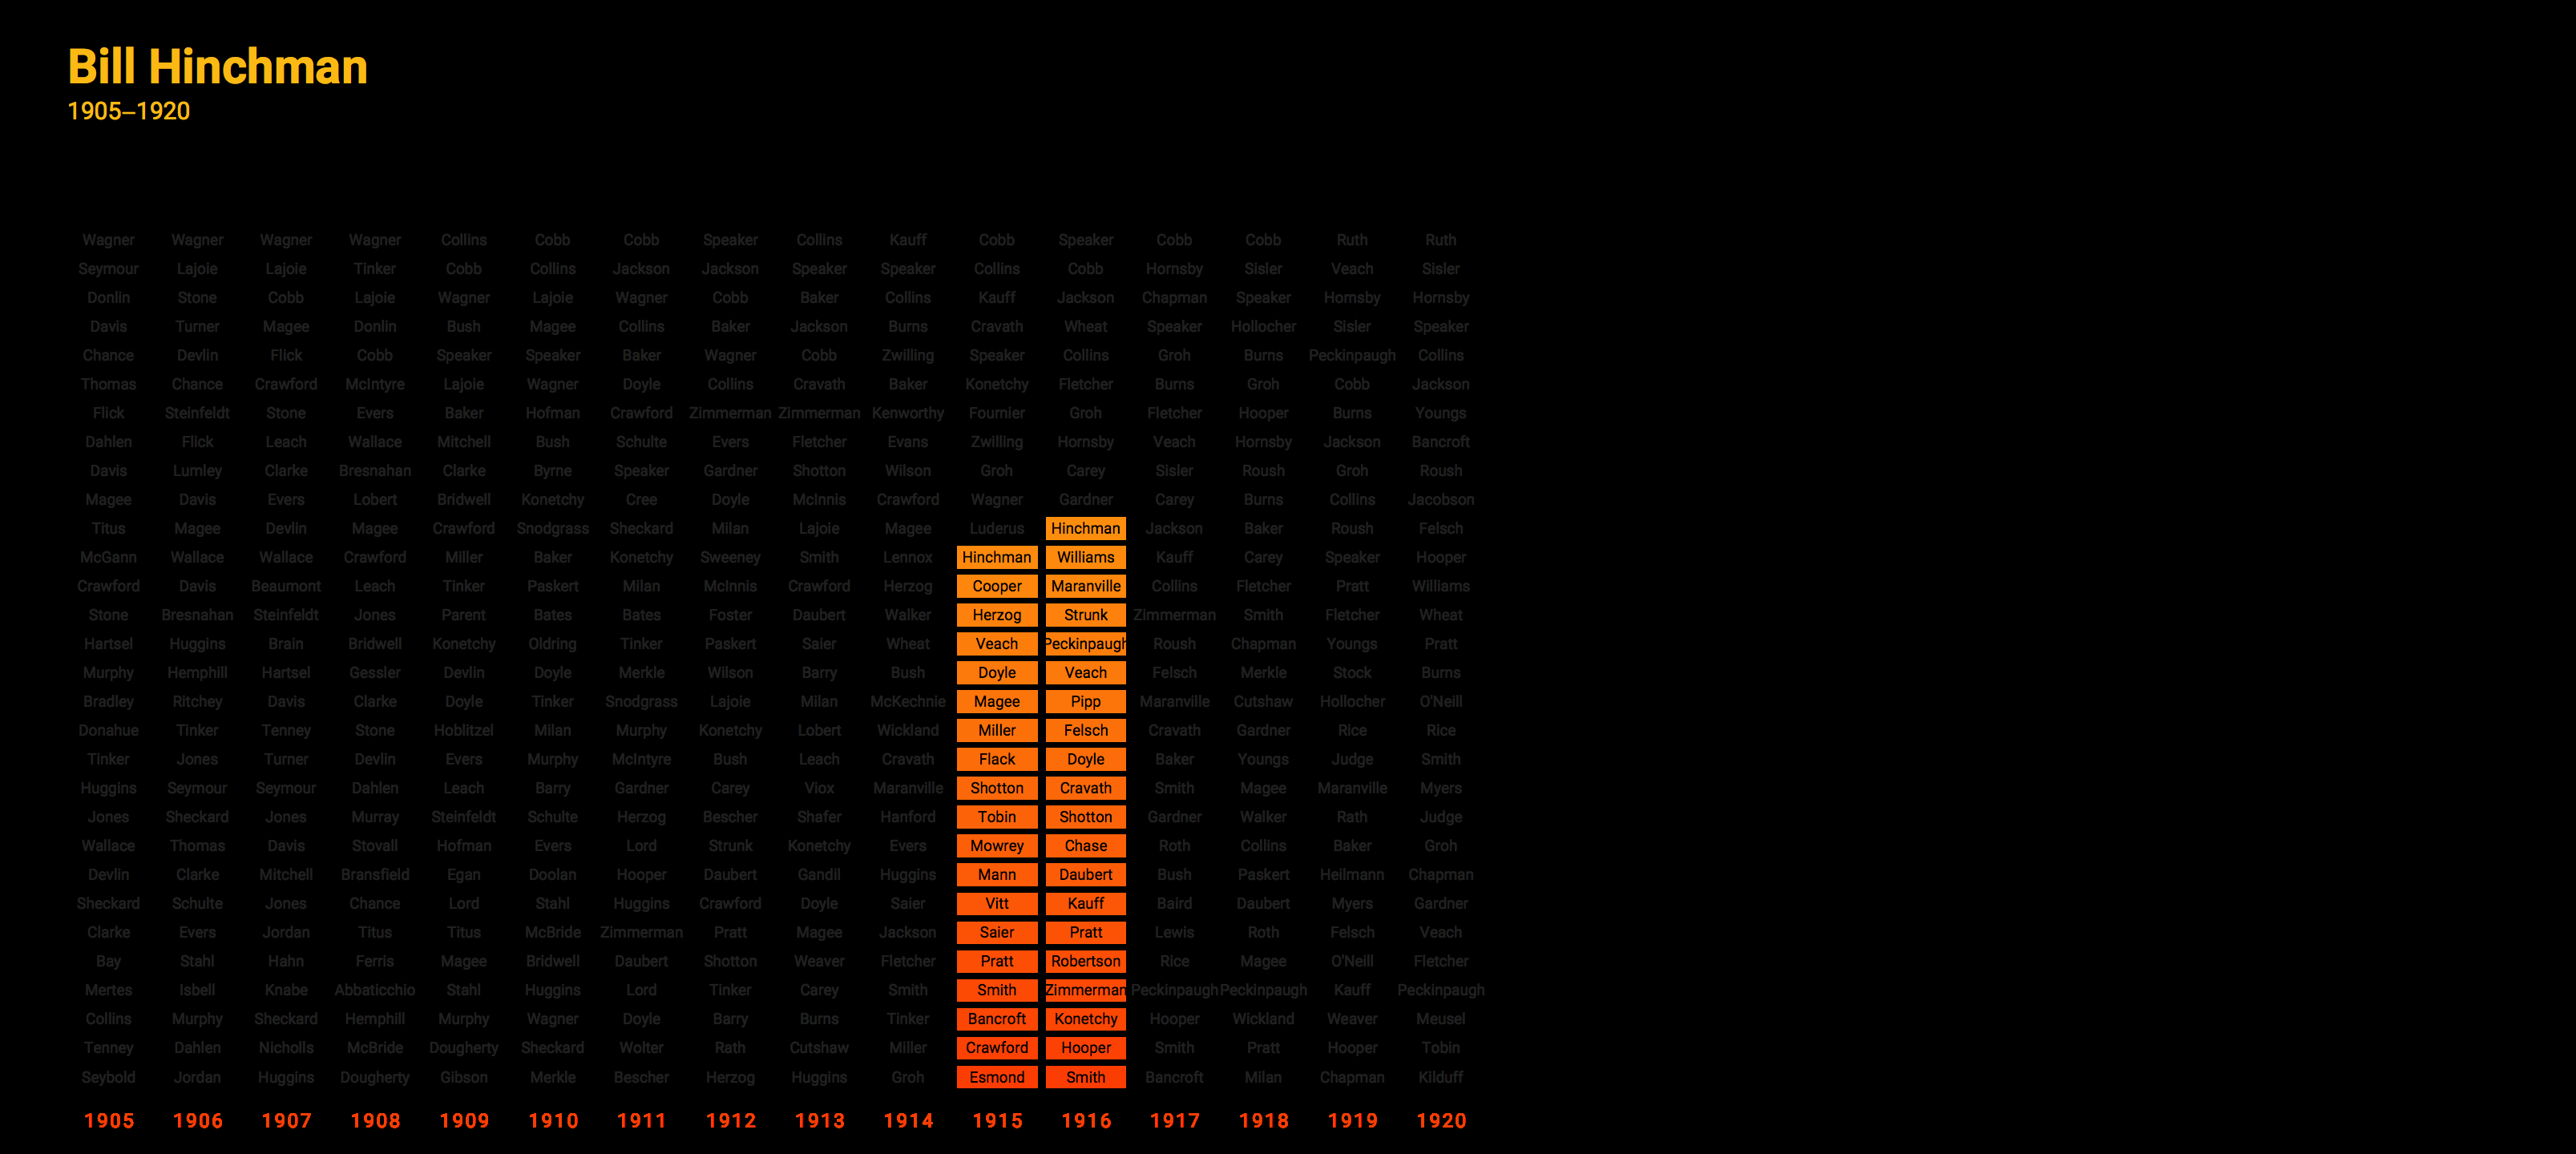 Bill Hinchman
1905–1920
Wagner Wagner Wagner Wagner Collins Cobb Cobb Speaker Collins Kauff Cobb Speaker Cobb Cobb Ruth Ruth
Seymour Lajoie Lajoie Tinker Cobb Collins Jackson Jackson Speaker Speaker Collins Cobb Hornsby Sisler Veach Sisler
Donlin Stone Cobb Lajoie Wagner Lajoie Wagner Cobb Baker Collins Kauff Jackson Chapman Speaker Hornsby Hornsby
Davis Turner Magee Donlin Bush Magee Collins Baker Jackson Burns Cravath Wheat Speaker Hollocher Sisler Speaker
Chance Devlin Flick Cobb Speaker Speaker Baker Wagner Cobb Zwilling Speaker Collins Groh Burns Peckinpaugh Collins
Thomas Chance Crawford McIntyre Lajoie Wagner Doyle Collins Cravath Baker Konetchy Fletcher Burns Groh Cobb Jackson
Flick Steinfeldt Stone Evers Baker Hofman Crawford Zimmerman Zimmerman Kenworthy Fournier Groh Fletcher Hooper Burns Youngs
Dahlen Flick Leach Wallace Mitchell Bush Schulte Evers Fletcher Evans Zwilling Hornsby Veach Hornsby Jackson Bancroft
Davis Lumley Clarke Bresnahan Clarke Byrne Speaker Gardner Shotton Wilson Groh Carey Sisler Roush Groh Roush
Magee Davis Evers Lobert Bridwell Konetchy Cree Doyle McInnis Crawford Wagner Gardner Carey Burns Collins Jacobson
Titus Magee Devlin Magee Crawford Snodgrass Sheckard Milan Lajoie Magee Luderus Hinchman Jackson Baker Roush Felsch
McGann Wallace Wallace Crawford Miller Baker Konetchy Sweeney Smith Lennox Hinchman Williams Kauff Carey Speaker Hooper
Crawford Davis Beaumont Leach Tinker Paskert Milan McInnis Crawford Herzog Cooper Maranville Collins Fletcher Pratt Williams
Stone Bresnahan Steinfeldt Jones Parent Bates Bates Foster Daubert Walker Herzog Strunk Zimmerman Smith Fletcher Wheat
Hartsel Huggins Brain Bridwell Konetchy Oldring Tinker Paskert Saier Wheat Veach Peckinpaugh Roush Chapman Youngs Pratt
Murphy Hemphill Hartsel Gessler Devlin Doyle Merkle Wilson Barry Bush Doyle Veach Felsch Merkle Stock Burns
Bradley Ritchey Davis Clarke Doyle Tinker Snodgrass Lajoie Milan McKechnie Magee Pipp Maranville Cutshaw Hollocher O'Neill
Donahue Tinker Tenney Stone Hoblitzel Milan Murphy Konetchy Lobert Wickland Miller Felsch Cravath Gardner Rice Rice
Tinker Jones Turner Devlin Evers Murphy McIntyre Bush Leach Cravath Flack Doyle Baker Youngs Judge Smith
Huggins Seymour Seymour Dahlen Leach Barry Gardner Carey Viox Maranville Shotton Cravath Smith Magee Maranville Myers
Jones Sheckard Jones Murray Steinfeldt Schulte Herzog Bescher Shafer Hanford Tobin Shotton Gardner Walker Rath Judge
Wallace Thomas Davis Stovall Hofman Evers Lord Strunk Konetchy Evers Mowrey Chase Roth Collins Baker Groh
Devlin Clarke Mitchell Bransfield Egan Doolan Hooper Daubert Gandil Huggins Mann Daubert Bush Paskert Heilmann Chapman
Sheckard Schulte Jones Chance Lord Stahl Huggins Crawford Doyle Saier Vitt Kauff Baird Daubert Myers Gardner
Clarke Evers Jordan Titus Titus McBride Zimmerman Pratt Magee Jackson Saier Pratt Lewis Roth Felsch Veach
Bay Stahl Hahn Ferris Magee Bridwell Daubert Shotton Weaver Fletcher Pratt Robertson Rice Magee O'Neill Fletcher
Mertes Isbell Knabe Abbaticchio Stahl Huggins Lord Tinker Carey Smith Smith Zimmerman Peckinpaugh Peckinpaugh Kauff Peckinpaugh
Collins Murphy Sheckard Hemphill Murphy Wagner Doyle Barry Burns Tinker Bancroft Konetchy Hooper Wickland Weaver Meusel
Tenney Dahlen Nicholls McBride Dougherty Sheckard Wolter Rath Cutshaw Miller Crawford Hooper Smith Pratt Hooper Tobin
Seybold Jordan Huggins Dougherty Gibson Merkle Bescher Herzog Huggins Groh Esmond Smith Bancroft Milan Chapman Kilduff
1905 1906 1907 1908 1909 1910 1911 1912 1913 1914 1915 1916 1917 1918 1919 1920